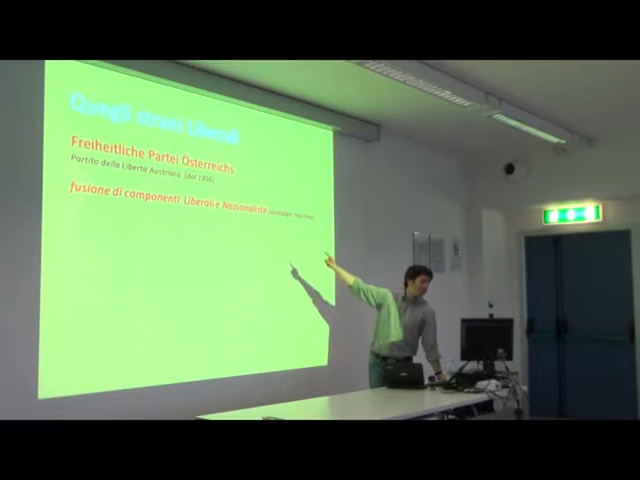 Quegli strani Liberali
Freiheitliche Partei Österreichs
Partito della Libertà Austriaco (dal 1956)
fusione di componenti Liberali e Nazionaliste